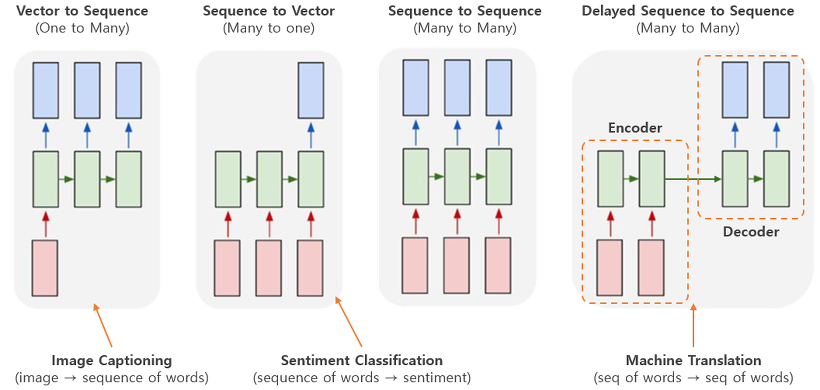 Vector to Sequence
(One to Many)
Sequence to Vector
(Many to one)
Sequence to Sequence
(Many to Many)
Delayed Sequence to Sequence
(Many to Many)
Encoder
Decoder
Image Captioning
(image → sequence of words)
Sentiment Classification
(sequence of words → sentiment)
Machine Translation
(seq of words → seq of words)